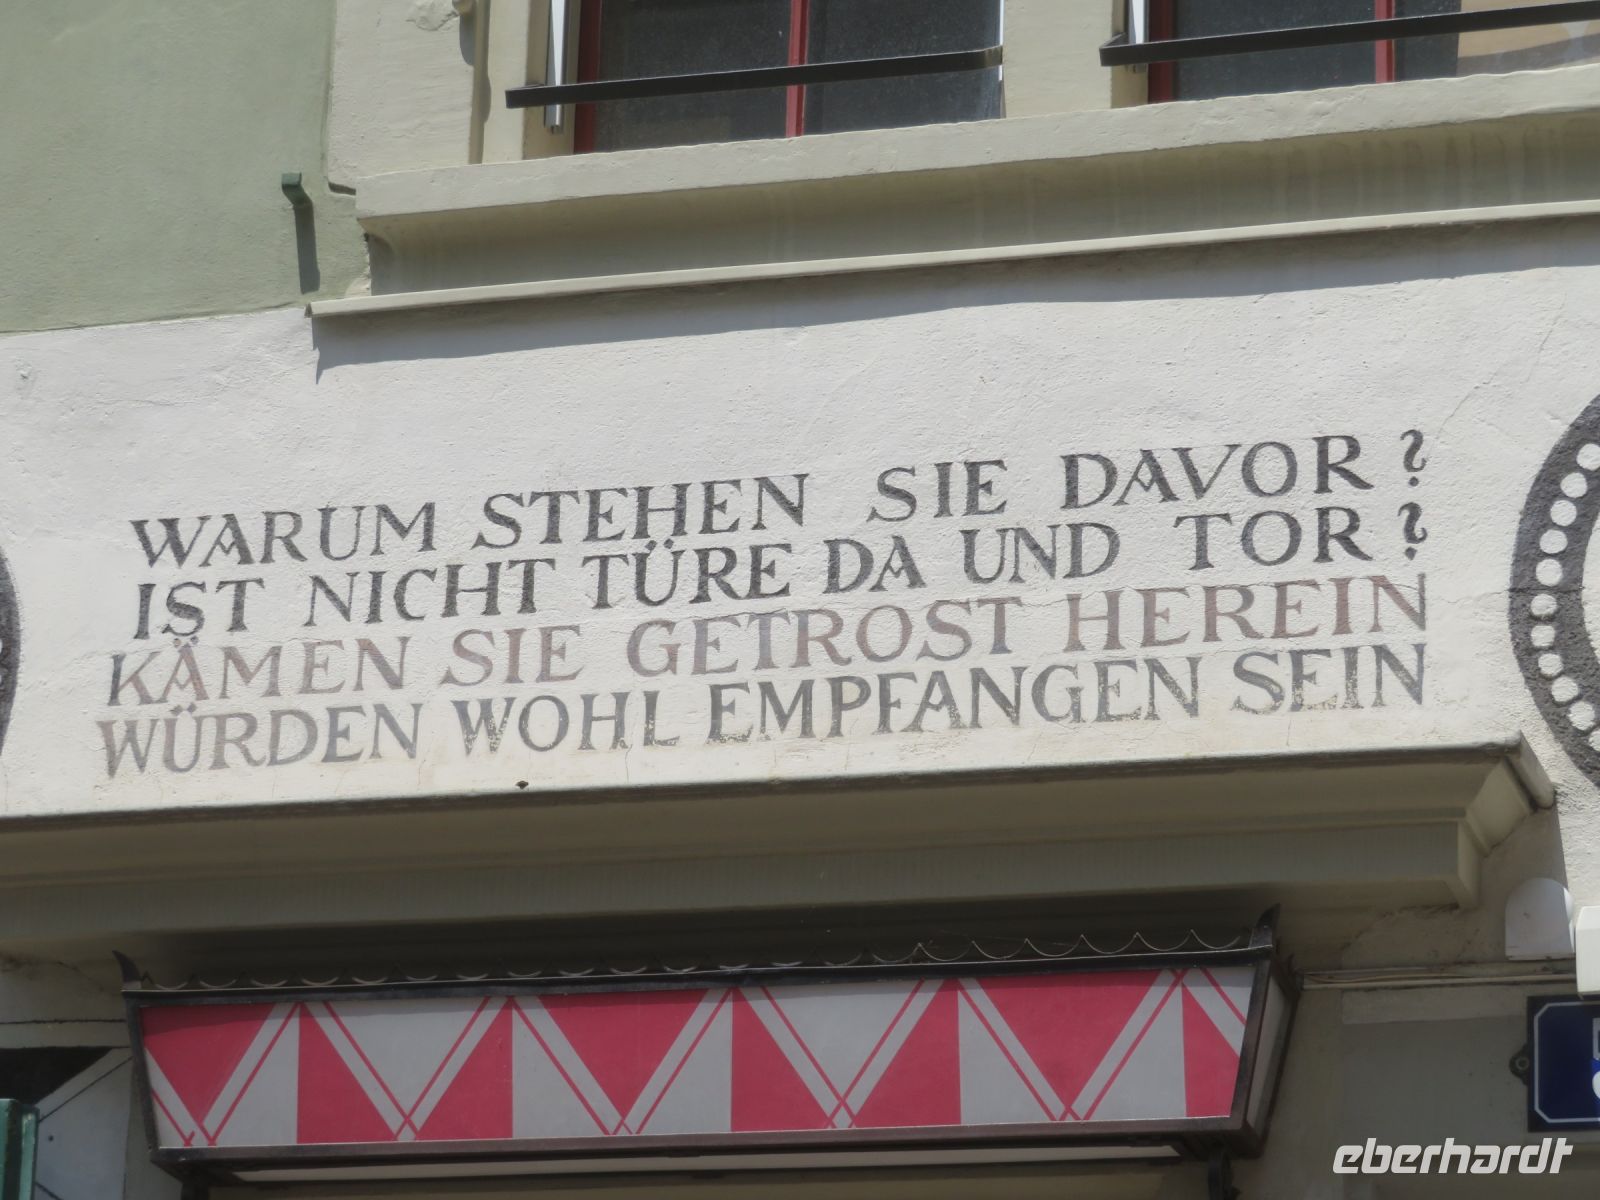 WARUM STEHEN SIE DAVOR?
IST NICHT TÜRE DA UND TOR?
KÄMEN SIE GETROST HEREIN
WÜRDEN WOHL EMPFANGEN SEIN
eberhardt